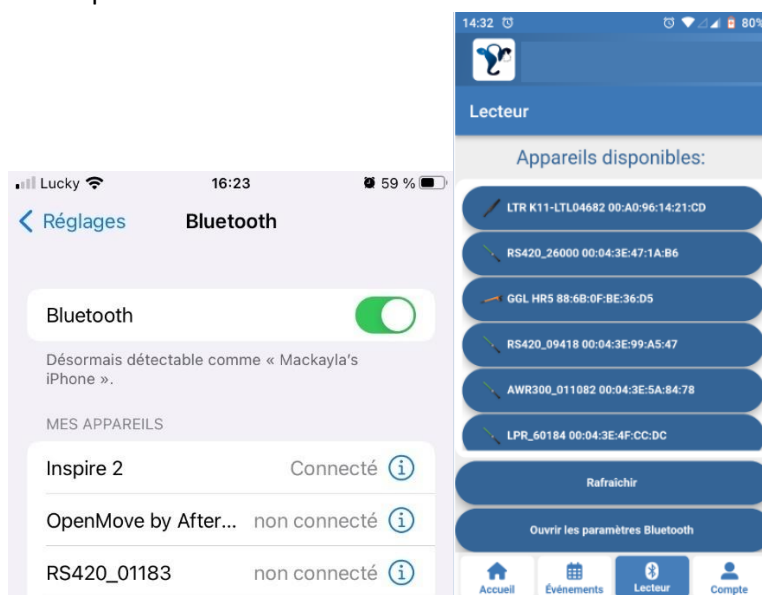 Lucky 16:23 59 %
Réglages Bluetooth
Bluetooth
Désormais détectable comme « Mackayla's
iPhone ».
MES APPAREILS
Inspire 2 Connecté
OpenMove by After... non connecté
RS420_01183 non connecté
14:32 80%
Lecteur
Appareils disponibles:
LTR K11-LTL04682 00:A0:96:14:21:CD
RS420_26000 00:04:3E:47:1A:B6
GGL HR5 88:6B:0F:BE:36:D5
RS420_09418 00:04:3E:99:A5:47
AWR300_011082 00:04:3E:5A:84:78
LPR_60184 00:04:3E:4F:CC:DC
Rafraîchir
Ouvrir les paramètres Bluetooth
Accueil Événements Lecteur Compte